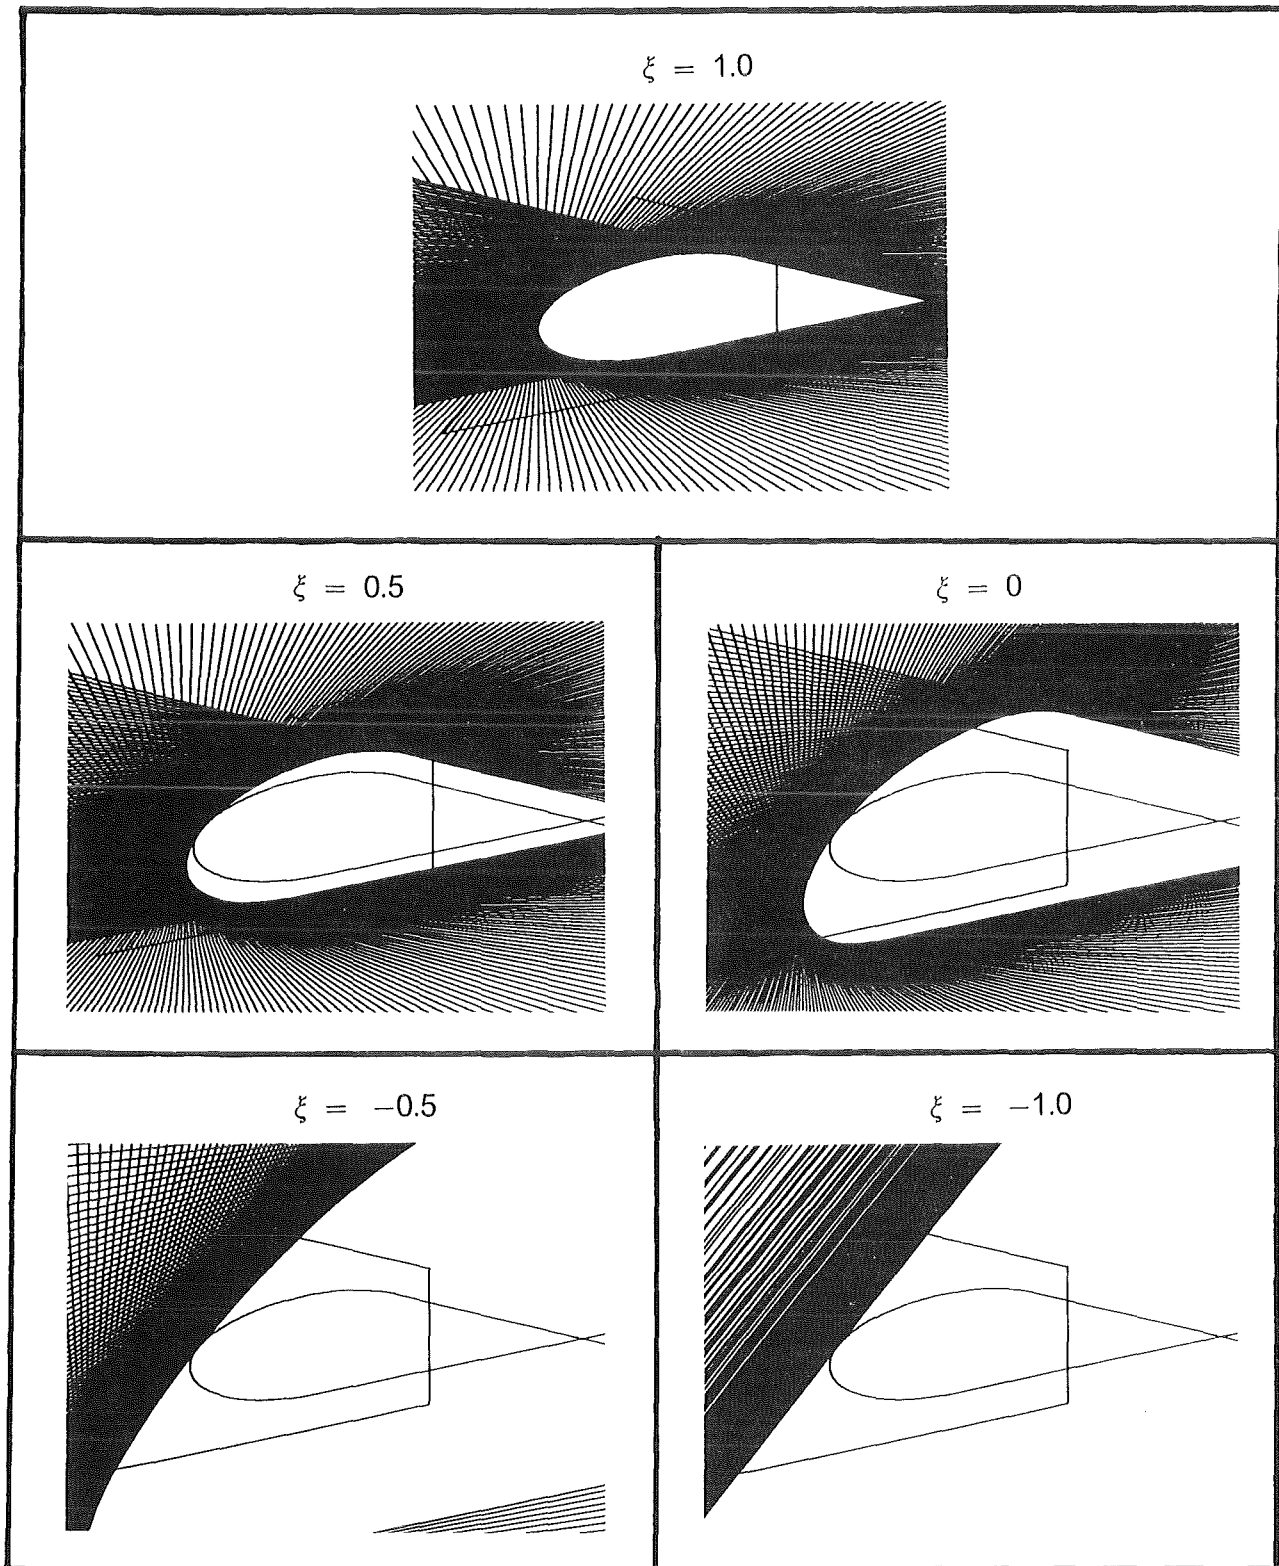 ξ = 1.0
ξ = 0.5
ξ = 0
ξ = −0.5
ξ = −1.0